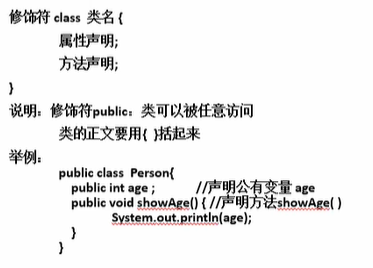 修饰符 class 类名 {
属性声明;
方法声明;
}
说明：修饰符public：类可以被任意访问
类的正文要用{ }括起来
举例：
public class Person{
public int age ; //声明公有变量 age
public void showAge() { //声明方法showAge( )
System.out.println(age);
}
}